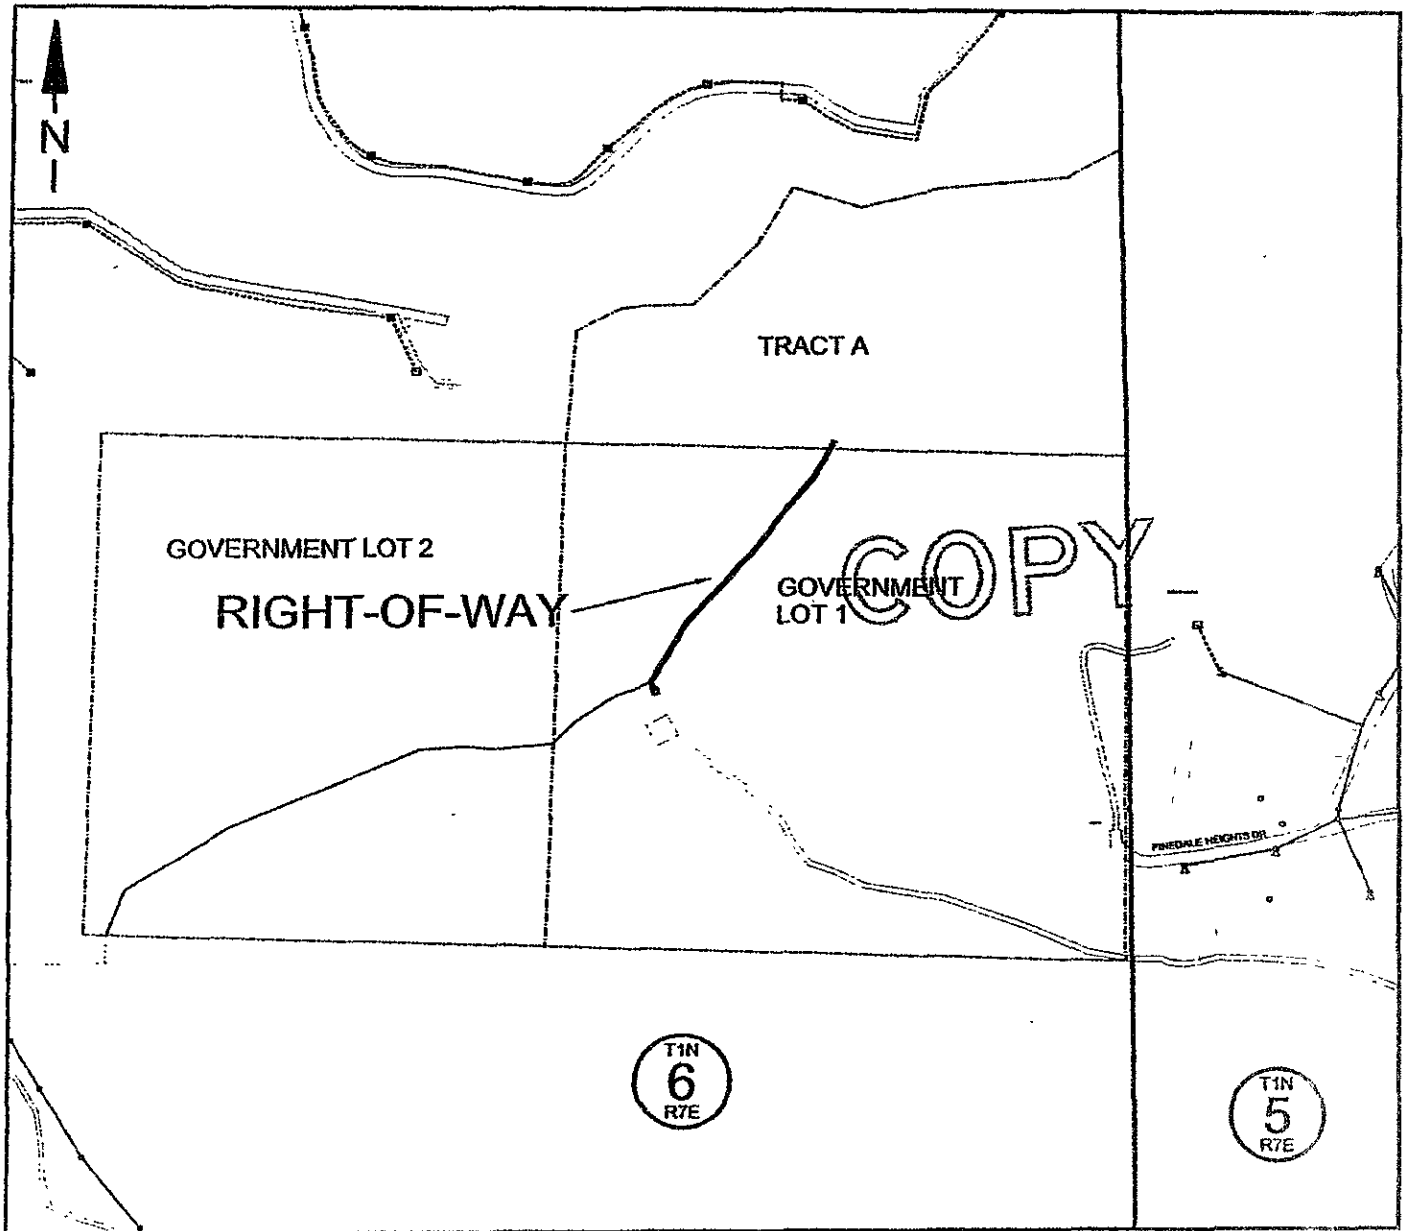 N
TRACT A
GOVERNMENT LOT 2
RIGHT-OF-WAY
COPY
GOVERNMENT
LOT 1
PINEDALE HEIGHTS DR
T1N
6
R7E
T1N
5
R7E